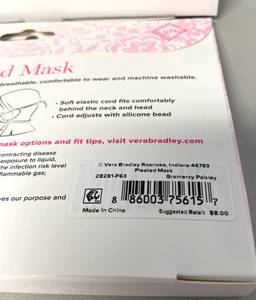 d Mask
breathable, comfortable to wear and machine washable.
• Soft elastic cord fits comfortably
behind the neck and head
• Cord adjusts with silicone bead
mask options and fit tips, visit verabradley.com
contracting disease
exposure to liquid,
the infection risk level
flammable gas;
ves our purpose and
© Vera Bradley Roanoke, Indiana 46783
Pleated Mask
28281-P63
Gramercy Paisley
8 86003 75615 7
Made in China
Suggested Retail: $8.00